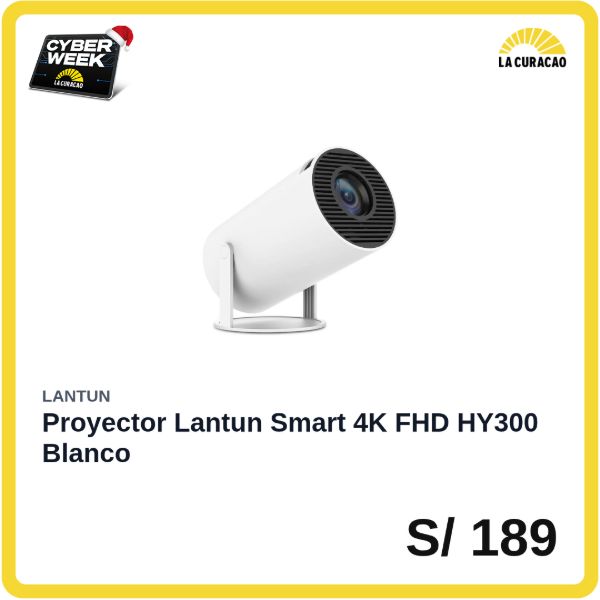 CYBER
WEEK
LA CURACAO
LA CURACAO
LANTUN
Proyector Lantun Smart 4K FHD HY300
Blanco
S/ 189